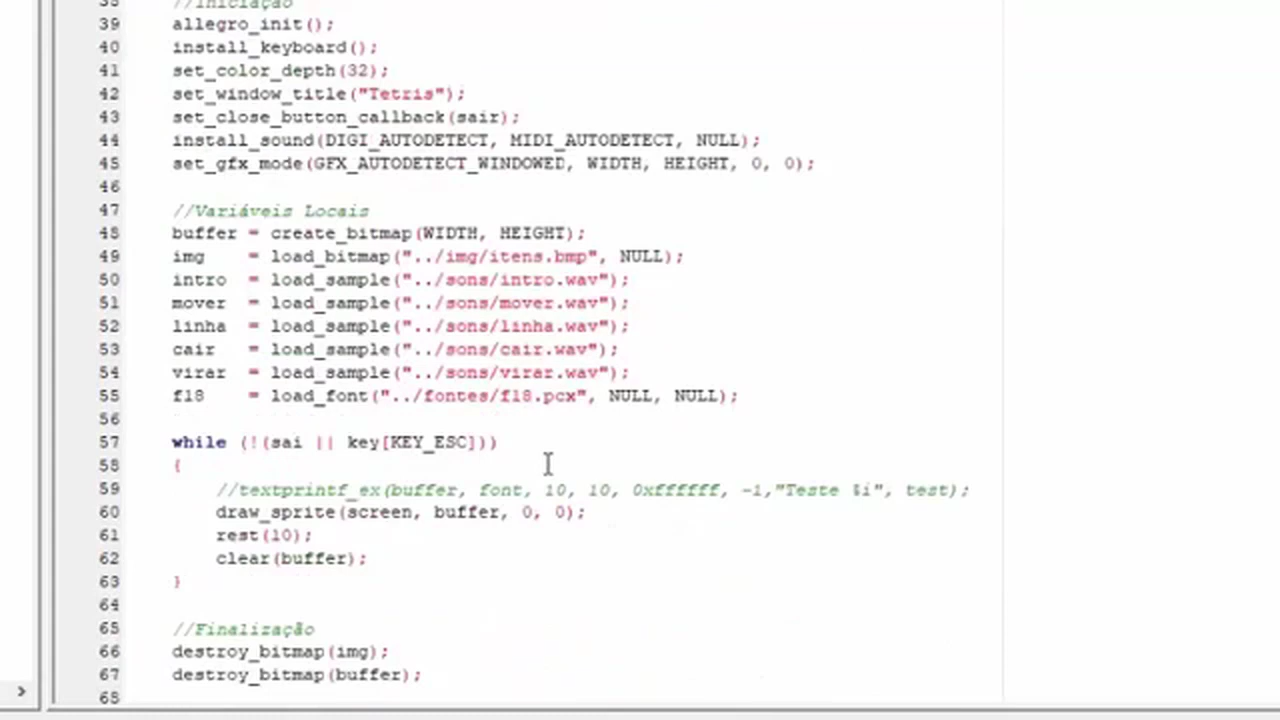 38 //Iniciação
39 allegro_init();
40 install_keyboard();
41 set_color_depth(32);
42 set_window_title("Tetris");
43 set_close_button_callback(sair);
44 install_sound(DIGI_AUTODETECT, MIDI_AUTODETECT, NULL);
45 set_gfx_mode(GFX_AUTODETECT_WINDOWED, WIDTH, HEIGHT, 0, 0);
46
47 //Variáveis Locais
48 buffer = create_bitmap(WIDTH, HEIGHT);
49 img = load_bitmap("../img/itens.bmp", NULL);
50 intro = load_sample("../sons/intro.wav");
51 mover = load_sample("../sons/mover.wav");
52 linha = load_sample("../sons/linha.wav");
53 cair = load_sample("../sons/cair.wav");
54 virar = load_sample("../sons/virar.wav");
55 f18 = load_font("../fontes/f18.pcx", NULL, NULL);
56
57 while (!(sai || key[KEY_ESC]))
58 {
59 //textprintf_ex(buffer, font, 10, 10, 0xffffff, -1,"Teste %i", test);
60 draw_sprite(screen, buffer, 0, 0);
61 rest(10);
62 clear(buffer);
63 }
64
65 //Finalização
66 destroy_bitmap(img);
67 destroy_bitmap(buffer);
68